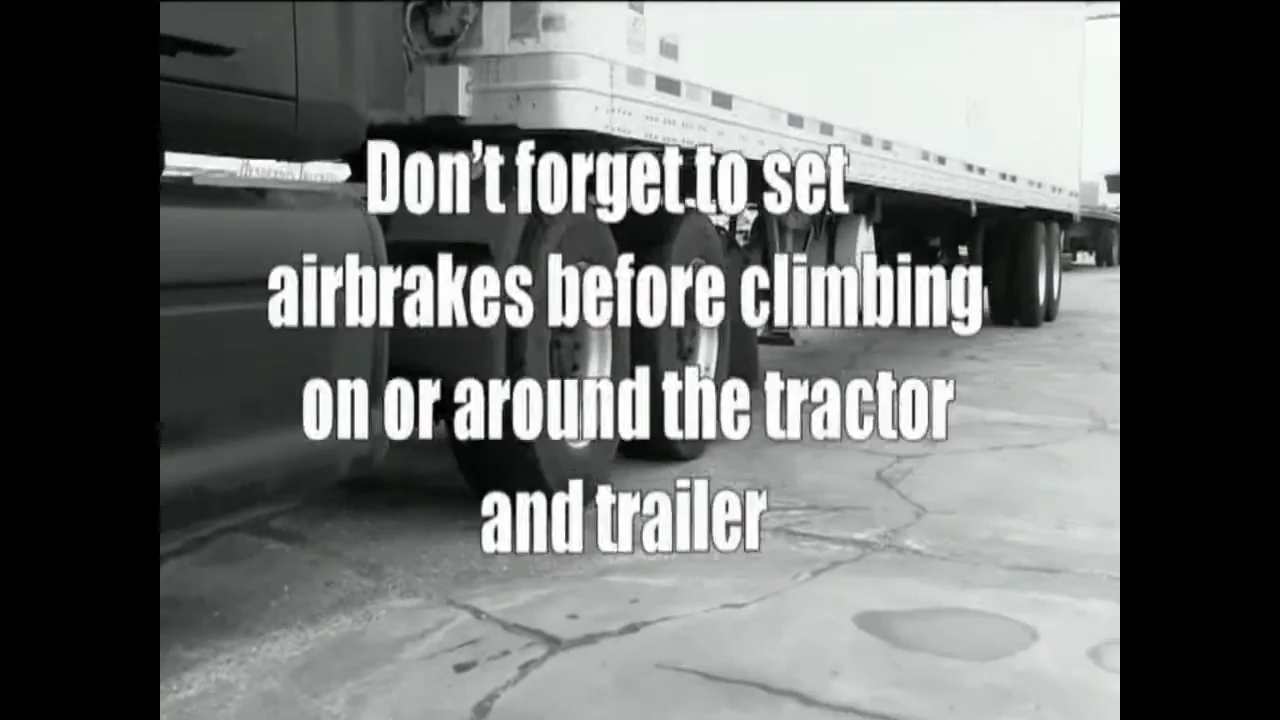 Don't forget to set
airbrakes before climbing
on or around the tractor
and trailer